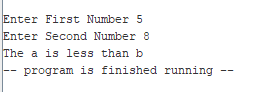 Enter First Number 5
Enter Second Number 8
The a is less than b
-- program is finished running --